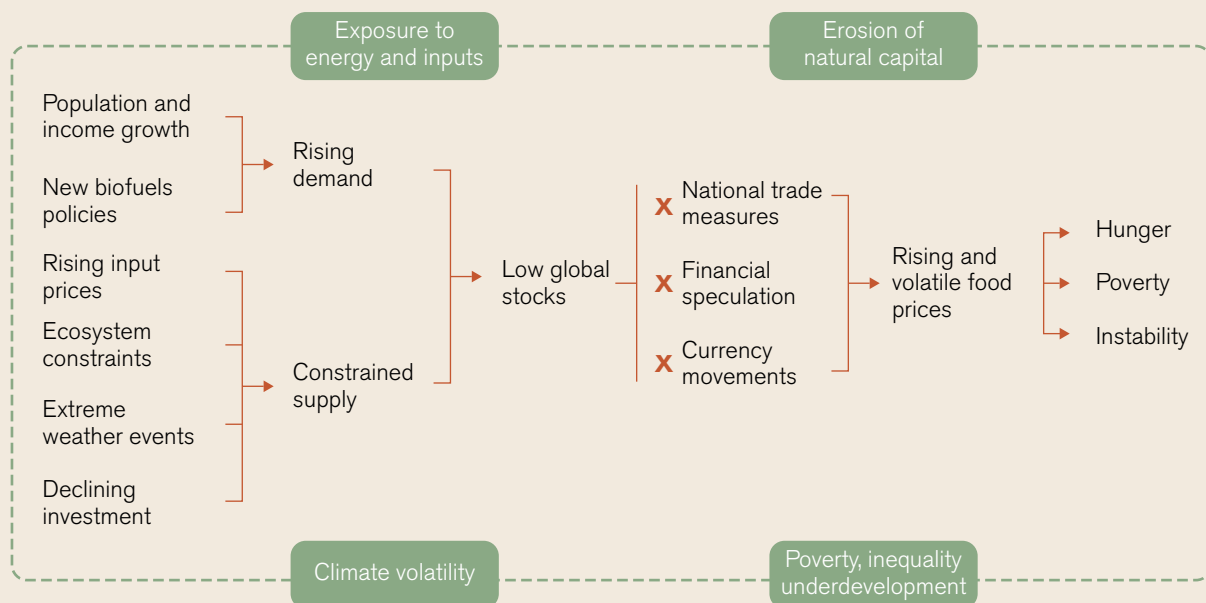 Exposure to
energy and inputs
Erosion of
natural capital
Population and
income growth
New biofuels
policies
Rising input
prices
Ecosystem
constraints
Extreme
weather events
Declining
investment
Rising
demand
Constrained
supply
Low global
stocks
X National trade
measures
X Financial
speculation
X Currency
movements
Rising and
volatile food
prices
Hunger
Poverty
Instability
Climate volatility
Poverty, inequality
underdevelopment